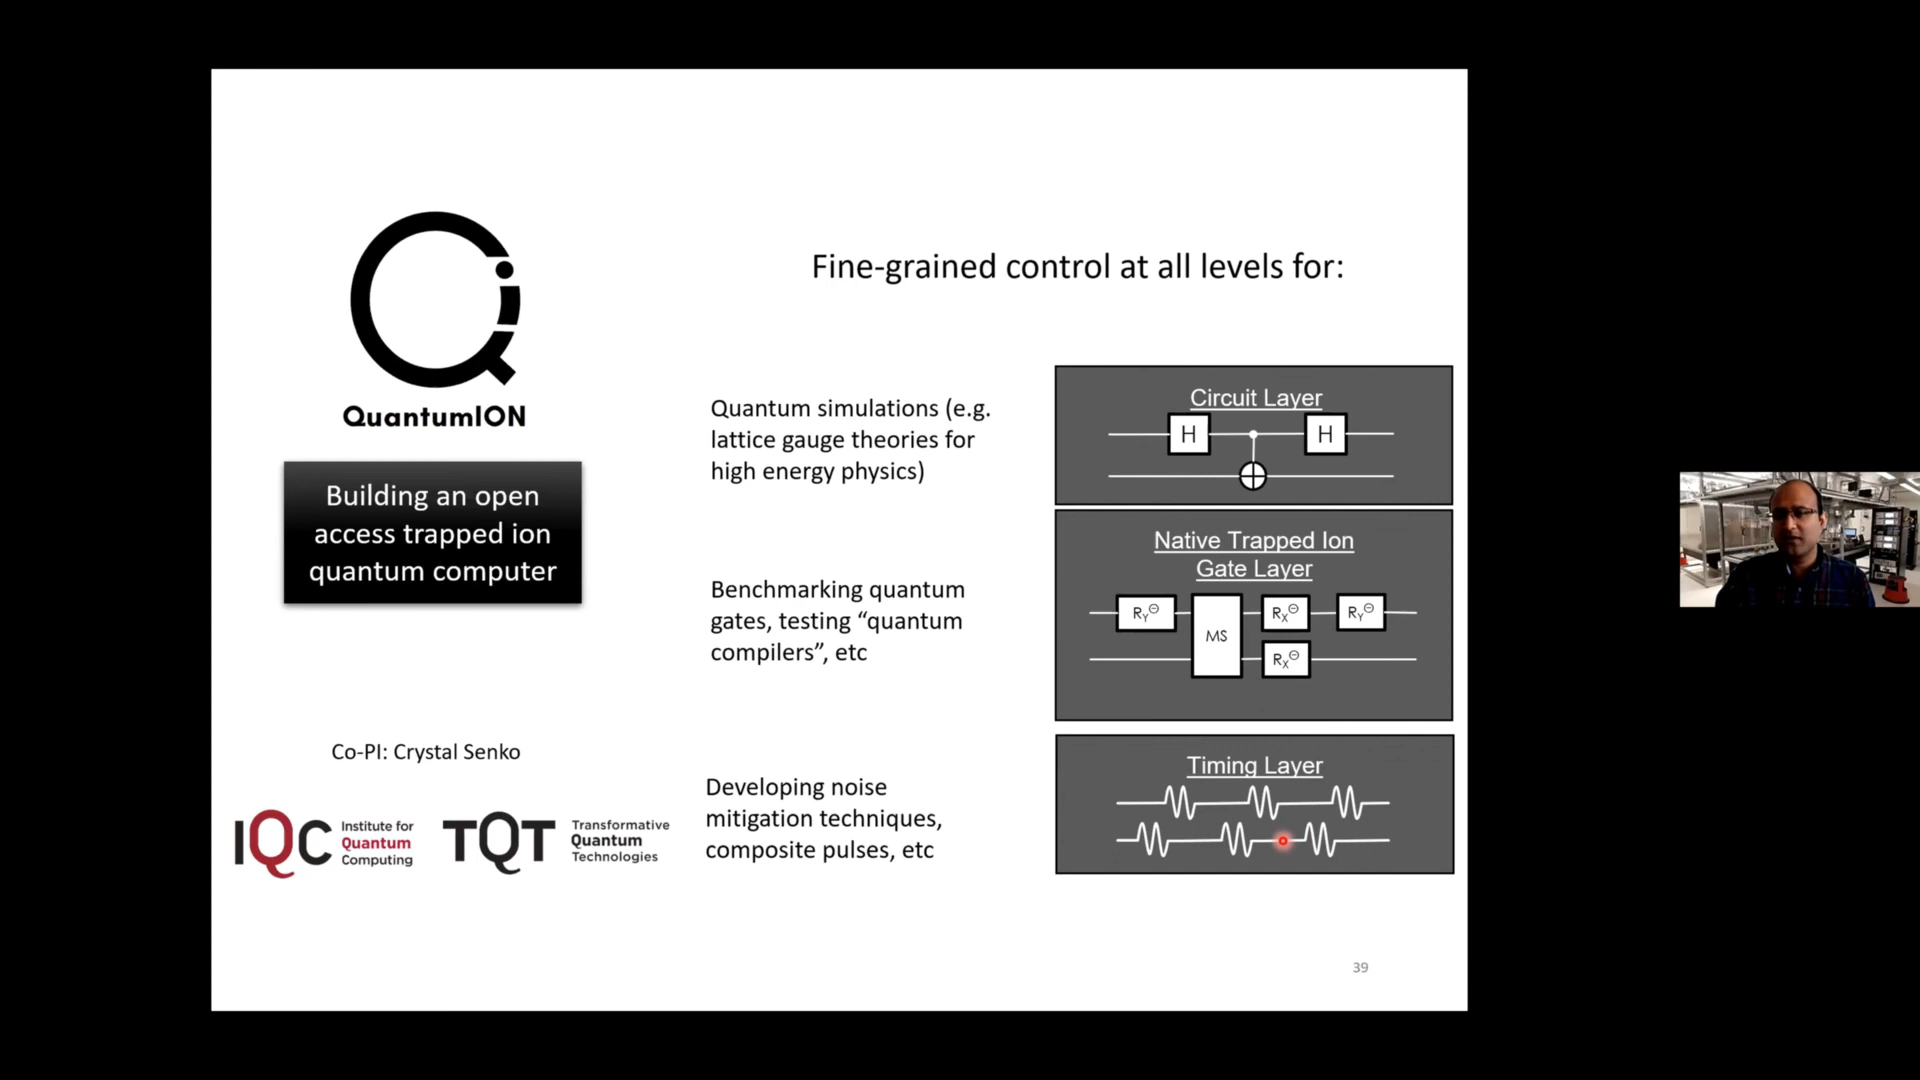 Fine-grained control at all levels for:
QuantumION
Building an open
access trapped ion
quantum computer
Co-PI: Crystal Senko
IQC Institute for
Quantum
Computing
TQT Transformative
Quantum
Technologies
Quantum simulations (e.g.
lattice gauge theories for
high energy physics)
Benchmarking quantum
gates, testing “quantum
compilers”, etc
Developing noise
mitigation techniques,
composite pulses, etc
Circuit Layer
H H
Native Trapped Ion
Gate Layer
RY⊖ MS RX⊖ RY⊖
RX⊖
Timing Layer
39